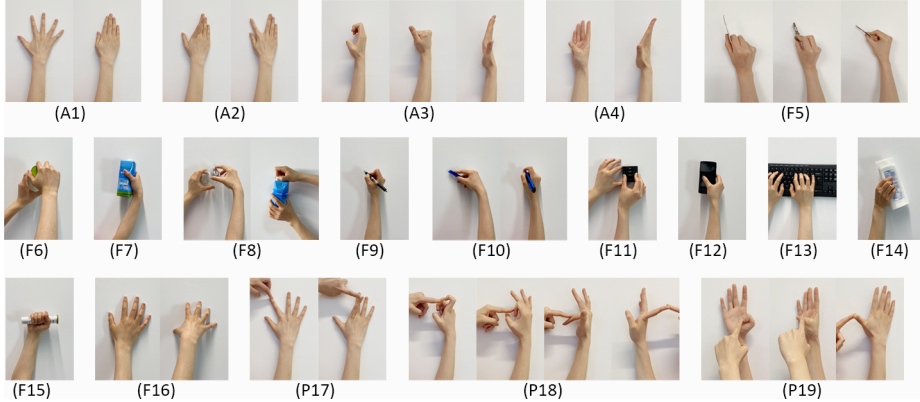 (A1) (A2) (A3) (A4) (F5)
(F6) (F7) (F8) (F9) (F10) (F11) (F12) (F13) (F14)
(F15) (F16) (P17) (P18) (P19)